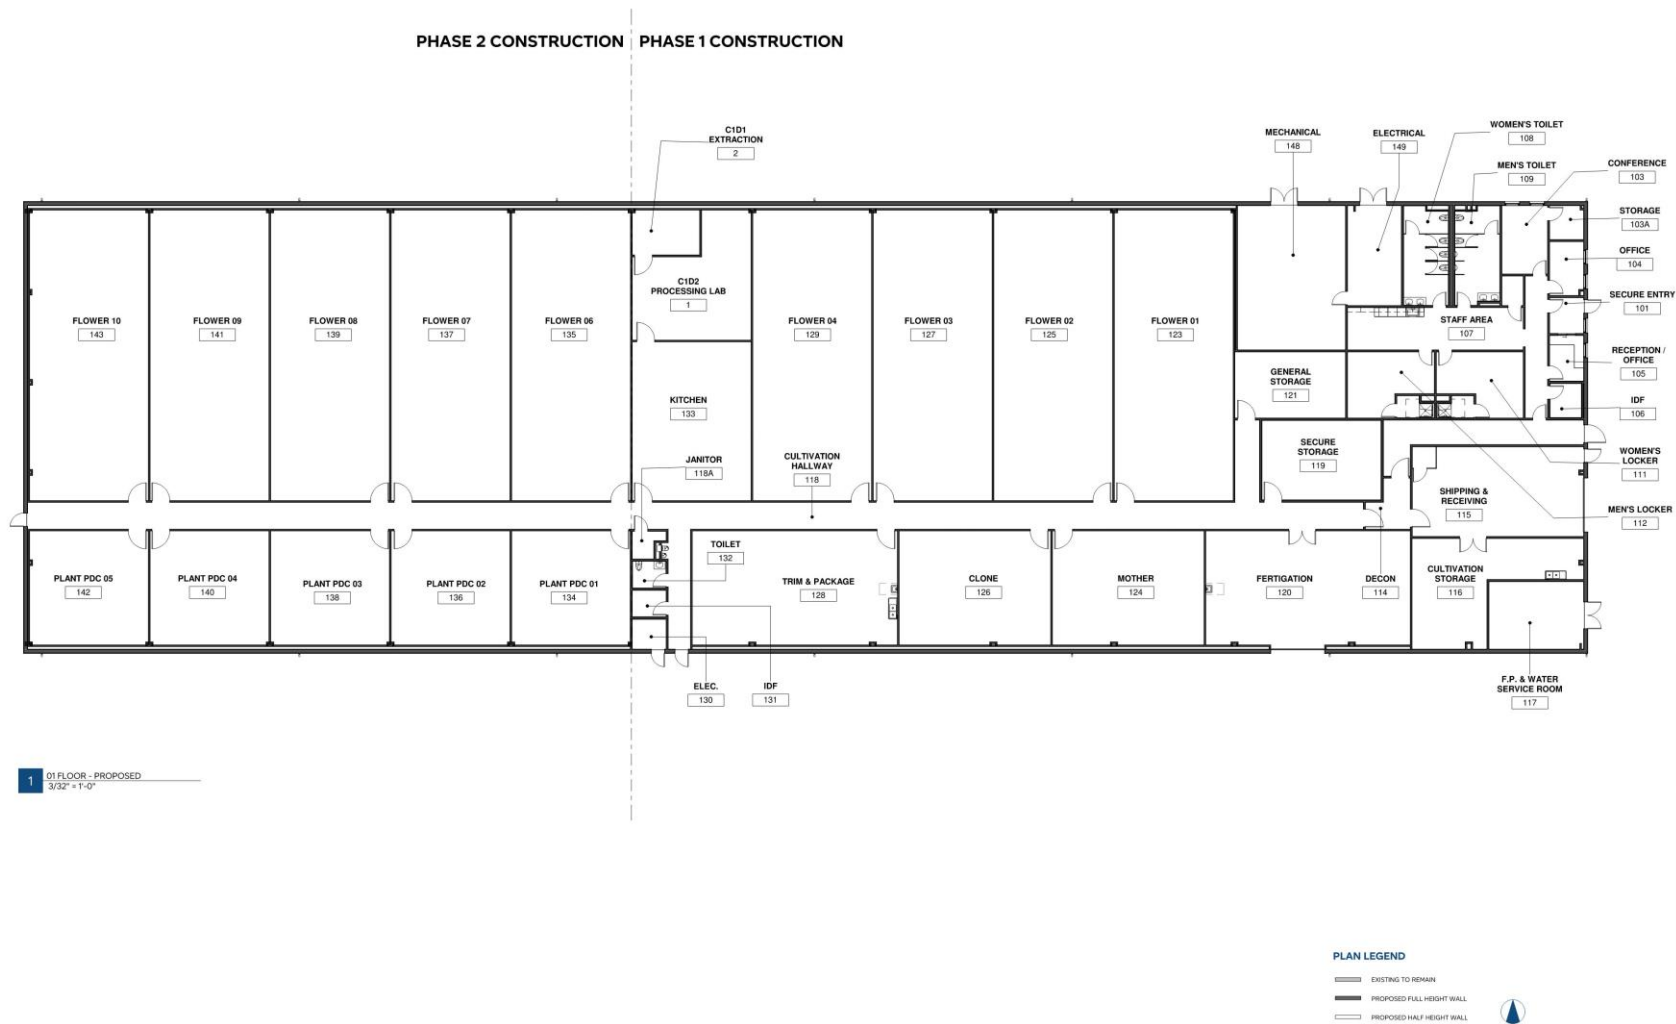 PHASE 2 CONSTRUCTION
PHASE 1 CONSTRUCTION
C1D1
EXTRACTION
2
MECHANICAL
148
ELECTRICAL
149
WOMEN'S TOILET
108
MEN'S TOILET
109
CONFERENCE
103
STORAGE
103A
OFFICE
104
SECURE ENTRY
101
RECEPTION /
OFFICE
105
IDF
106
WOMEN'S
LOCKER
111
MEN'S LOCKER
112
FLOWER 10
143
FLOWER 09
141
FLOWER 08
139
FLOWER 07
137
FLOWER 06
135
C1D2
PROCESSING LAB
1
FLOWER 04
129
FLOWER 03
127
FLOWER 02
125
FLOWER 01
123
STAFF AREA
107
GENERAL
STORAGE
121
KITCHEN
133
JANITOR
118A
CULTIVATION
HALLWAY
118
SECURE
STORAGE
119
SHIPPING &
RECEIVING
115
PLANT PDC 05
142
PLANT PDC 04
140
PLANT PDC 03
138
PLANT PDC 02
136
PLANT PDC 01
134
TOILET
132
TRIM & PACKAGE
128
CLONE
126
MOTHER
124
FERTIGATION
120
DECON
114
CULTIVATION
STORAGE
116
ELEC.
130
IDF
131
F.P. & WATER
SERVICE ROOM
117
1
01 FLOOR - PROPOSED
3/32" = 1'-0"
PLAN LEGEND
EXISTING TO REMAIN
PROPOSED FULL HEIGHT WALL
PROPOSED HALF HEIGHT WALL